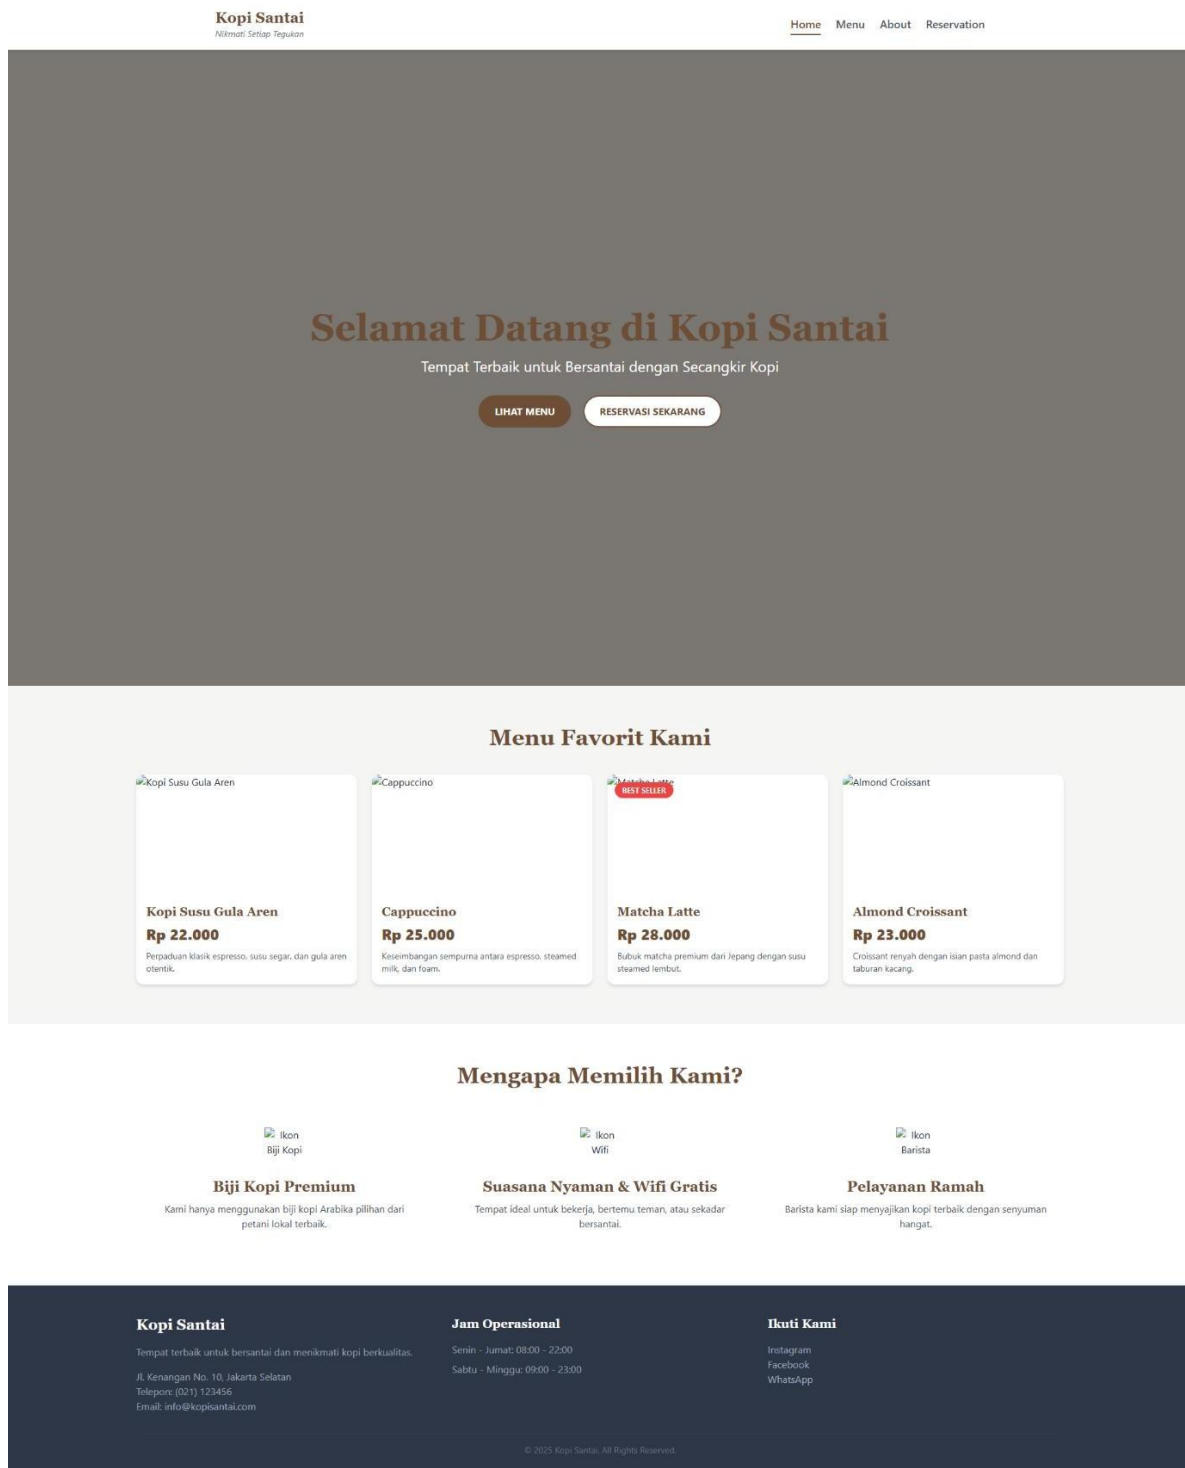 Kopi Santai
Nikmati Setiap Tegukan
Home Menu About Reservation
Selamat Datang di Kopi Santai
Tempat Terbaik untuk Bersantai dengan Secangkir Kopi
LIHAT MENU
RESERVASI SEKARANG
Menu Favorit Kami
Kopi Susu Gula Aren
Kopi Susu Gula Aren
Rp 22.000
Perpaduan klasik espresso, susu segar, dan gula aren
otentik.
Cappuccino
Cappuccino
Rp 25.000
Keseimbangan sempurna antara espresso, steamed
milk, dan foam.
Matcha Latte
BEST SELLER
Matcha Latte
Rp 28.000
Bubuk matcha premium dari Jepang dengan susu
steamed lembut.
Almond Croissant
Almond Croissant
Rp 23.000
Croissant renyah dengan isian pasta almond dan
taburan kacang.
Mengapa Memilih Kami?
Ikon
Biji Kopi
Biji Kopi Premium
Kami hanya menggunakan biji kopi Arabika pilihan dari
petani lokal terbaik.
Ikon
Wifi
Suasana Nyaman & Wifi Gratis
Tempat ideal untuk bekerja, bertemu teman, atau sekadar
bersantai.
Ikon
Barista
Pelayanan Ramah
Barista kami siap menyajikan kopi terbaik dengan senyuman
hangat.
Kopi Santai
Tempat terbaik untuk bersantai dan menikmati kopi berkualitas.
Jl. Kenangan No. 10, Jakarta Selatan
Telepon: (021) 123456
Email: info@kopisantai.com
Jam Operasional
Senin - Jumat: 08:00 - 22:00
Sabtu - Minggu: 09:00 - 23:00
Ikuti Kami
Instagram
Facebook
WhatsApp
© 2025 Kopi Santai. All Rights Reserved.